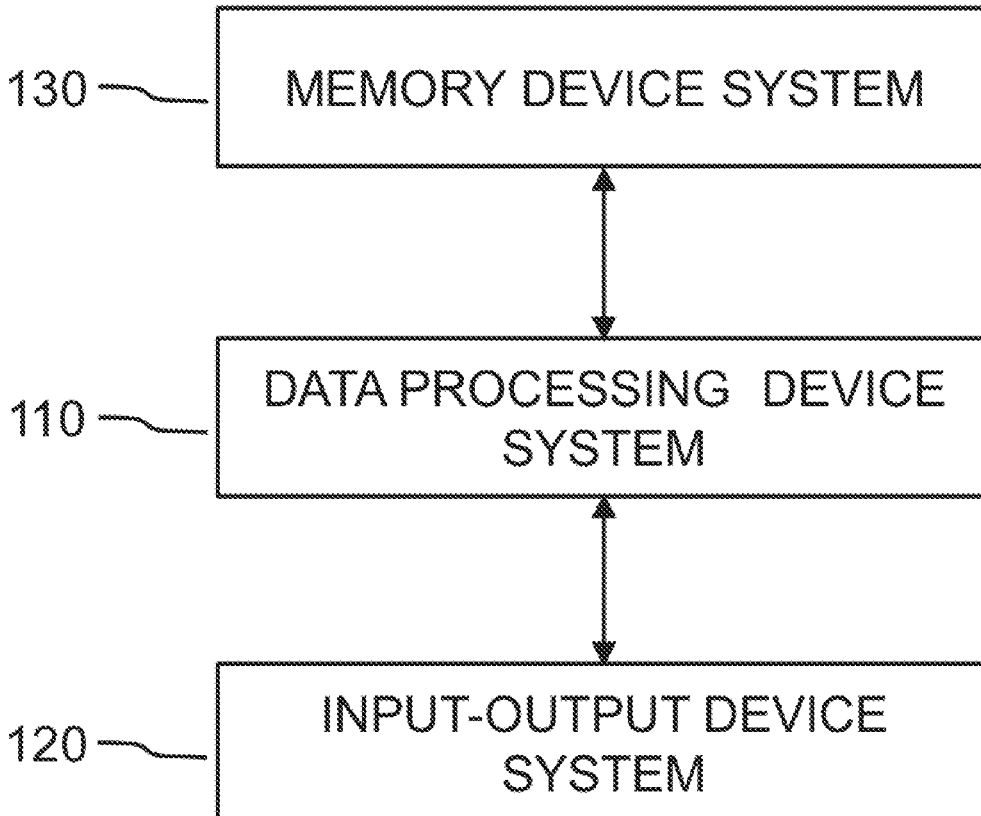 130
MEMORY DEVICE SYSTEM
110
DATA PROCESSING DEVICE
SYSTEM
120
INPUT-OUTPUT DEVICE
SYSTEM